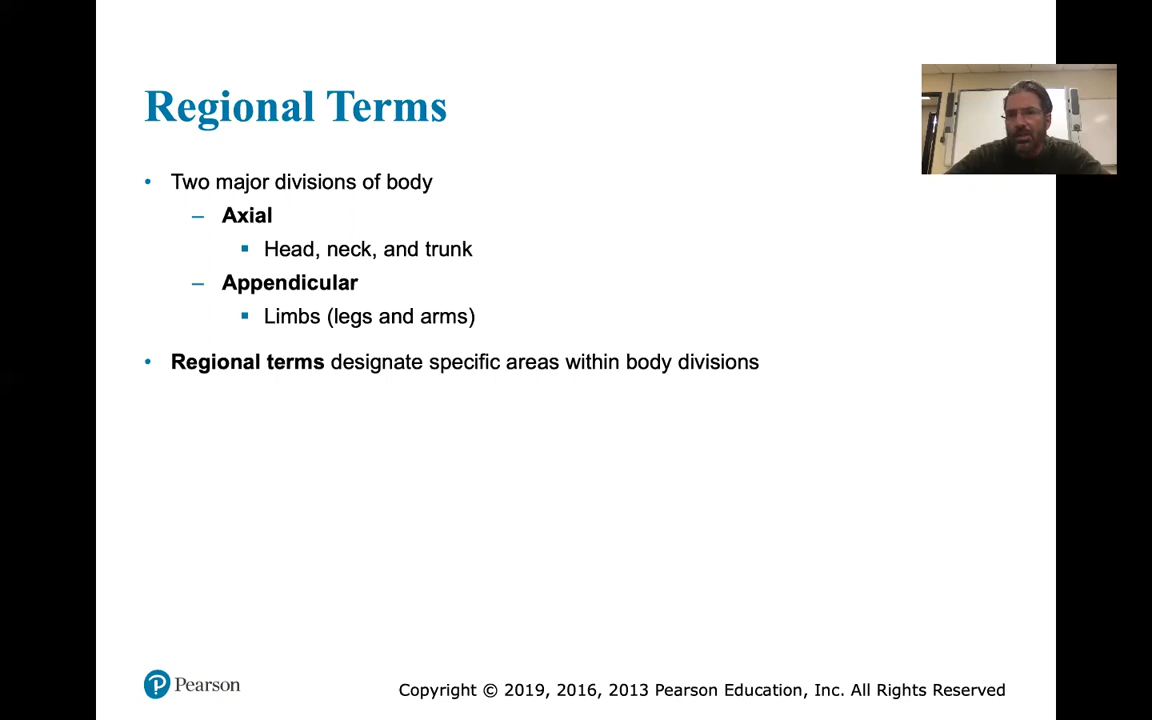 Regional Terms
• Two major divisions of body
– Axial
▪ Head, neck, and trunk
– Appendicular
▪ Limbs (legs and arms)
• Regional terms designate specific areas within body divisions
Pearson
Copyright © 2019, 2016, 2013 Pearson Education, Inc. All Rights Reserved